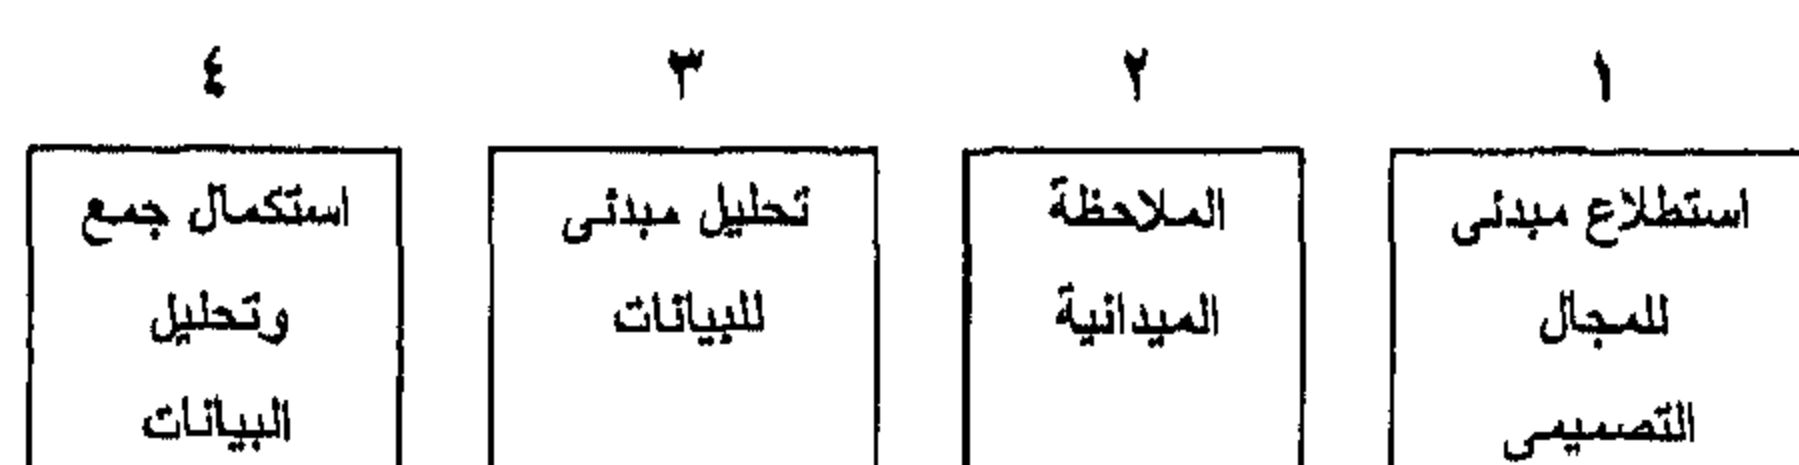 ١
استطلاع مبدئى
للمجال
التصميمى
٢
الملاحظة
الميدانية
٣
تحليل مبدئى
للبيانات
٤
استكمال جمع
وتحليل
البيانات